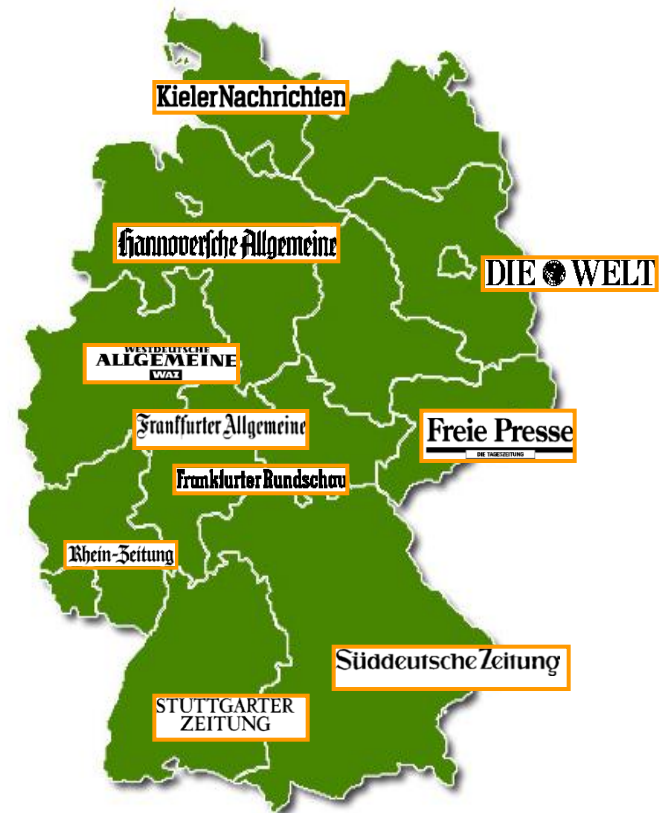 KielerNachrichten
Hannoversche Allgemeine
DIE WELT
WESTDEUTSCHE
ALLGEMEINE
WAZ
Frankfurter Allgemeine
Freie Presse
DIE TAGESZEITUNG
Frankfurter Rundschau
Rhein-Zeitung
Süddeutsche Zeitung
STUTTGARTER
ZEITUNG